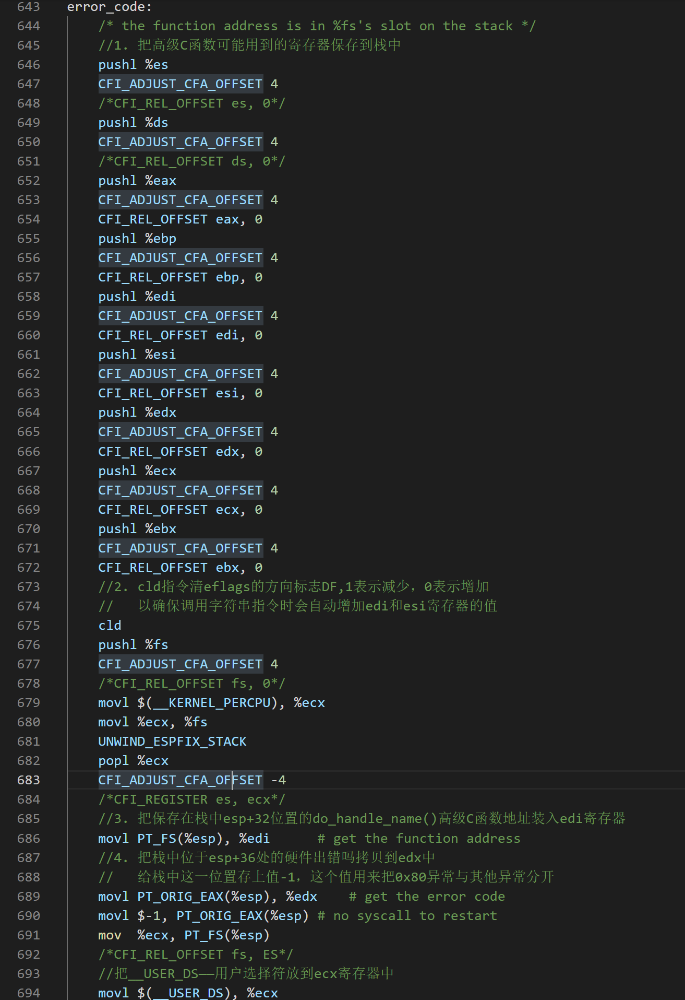 643 error_code:
644 /* the function address is in %fs's slot on the stack */
645 //1. 把高级C函数可能用到的寄存器保存到栈中
646 pushl %es
647 CFI_ADJUST_CFA_OFFSET 4
648 /*CFI_REL_OFFSET es, 0*/
649 pushl %ds
650 CFI_ADJUST_CFA_OFFSET 4
651 /*CFI_REL_OFFSET ds, 0*/
652 pushl %eax
653 CFI_ADJUST_CFA_OFFSET 4
654 CFI_REL_OFFSET eax, 0
655 pushl %ebp
656 CFI_ADJUST_CFA_OFFSET 4
657 CFI_REL_OFFSET ebp, 0
658 pushl %edi
659 CFI_ADJUST_CFA_OFFSET 4
660 CFI_REL_OFFSET edi, 0
661 pushl %esi
662 CFI_ADJUST_CFA_OFFSET 4
663 CFI_REL_OFFSET esi, 0
664 pushl %edx
665 CFI_ADJUST_CFA_OFFSET 4
666 CFI_REL_OFFSET edx, 0
667 pushl %ecx
668 CFI_ADJUST_CFA_OFFSET 4
669 CFI_REL_OFFSET ecx, 0
670 pushl %ebx
671 CFI_ADJUST_CFA_OFFSET 4
672 CFI_REL_OFFSET ebx, 0
673 //2. cld指令清eflags的方向标志DF,1表示减少，0表示增加
674 //   以确保调用字符串指令时会自动增加edi和esi寄存器的值
675 cld
676 pushl %fs
677 CFI_ADJUST_CFA_OFFSET 4
678 /*CFI_REL_OFFSET fs, 0*/
679 movl $(__KERNEL_PERCPU), %ecx
680 movl %ecx, %fs
681 UNWIND_ESPFIX_STACK
682 popl %ecx
683 CFI_ADJUST_CFA_OFFSET -4
684 /*CFI_REGISTER es, ecx*/
685 //3. 把保存在栈中esp+32位置的do_handle_name()高级C函数地址装入edi寄存器
686 movl PT_FS(%esp), %edi      # get the function address
687 //4. 把栈中位于esp+36处的硬件出错吗拷贝到edx中
688 //   给栈中这一位置存上值-1，这个值用来把0x80异常与其他异常分开
689 movl PT_ORIG_EAX(%esp), %edx    # get the error code
690 movl $-1, PT_ORIG_EAX(%esp) # no syscall to restart
691 mov  %ecx, PT_FS(%esp)
692 /*CFI_REL_OFFSET fs, ES*/
693 //把__USER_DS——用户选择符放到ecx寄存器中
694 movl $(__USER_DS), %ecx